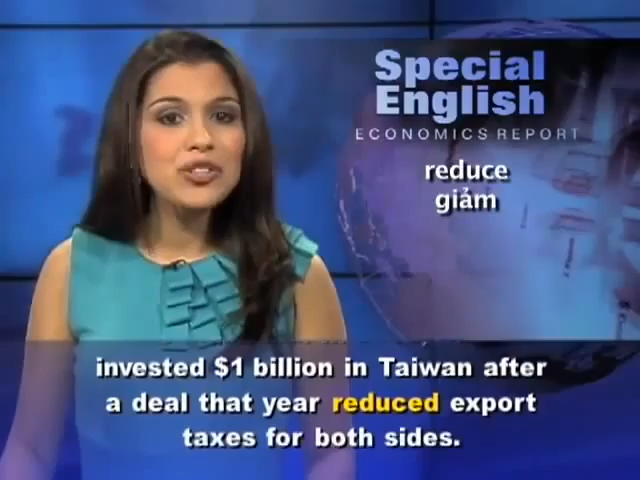 Special
English
ECONOMICS REPORT
reduce
giảm
invested $1 billion in Taiwan after
a deal that year reduced export
taxes for both sides.